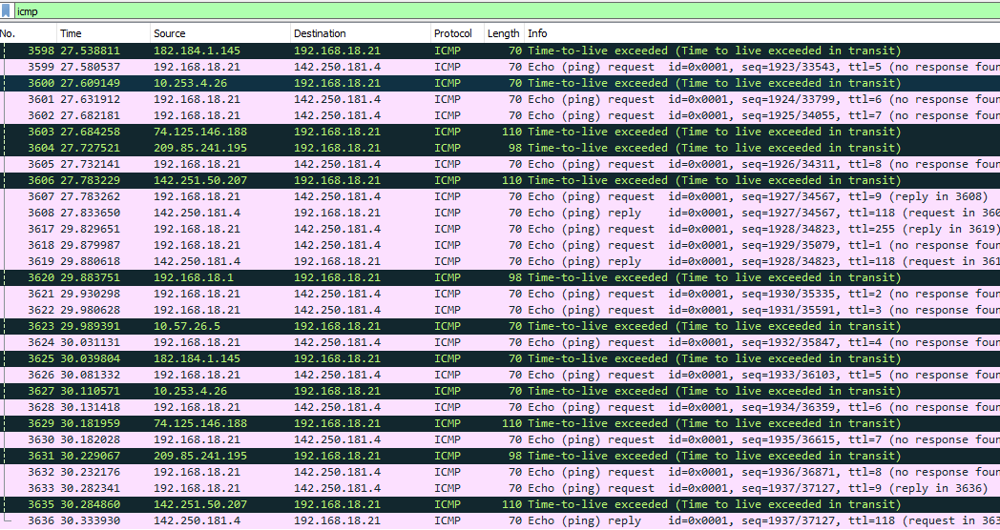 icmp
No. Time Source Destination Protocol Length Info
3598 27.538811 182.184.1.145 192.168.18.21 ICMP 70 Time-to-live exceeded (Time to live exceeded in transit)
3599 27.580537 192.168.18.21 142.250.181.4 ICMP 70 Echo (ping) request id=0x0001, seq=1923/33543, ttl=5 (no response foun
3600 27.609149 10.253.4.26 192.168.18.21 ICMP 70 Time-to-live exceeded (Time to live exceeded in transit)
3601 27.631912 192.168.18.21 142.250.181.4 ICMP 70 Echo (ping) request id=0x0001, seq=1924/33799, ttl=6 (no response foun
3602 27.682181 192.168.18.21 142.250.181.4 ICMP 70 Echo (ping) request id=0x0001, seq=1925/34055, ttl=7 (no response foun
3603 27.684258 74.125.146.188 192.168.18.21 ICMP 110 Time-to-live exceeded (Time to live exceeded in transit)
3604 27.727521 209.85.241.195 192.168.18.21 ICMP 98 Time-to-live exceeded (Time to live exceeded in transit)
3605 27.732141 192.168.18.21 142.250.181.4 ICMP 70 Echo (ping) request id=0x0001, seq=1926/34311, ttl=8 (no response foun
3606 27.783229 142.251.50.207 192.168.18.21 ICMP 110 Time-to-live exceeded (Time to live exceeded in transit)
3607 27.783262 192.168.18.21 142.250.181.4 ICMP 70 Echo (ping) request id=0x0001, seq=1927/34567, ttl=9 (reply in 3608)
3608 27.833650 142.250.181.4 192.168.18.21 ICMP 70 Echo (ping) reply id=0x0001, seq=1927/34567, ttl=118 (request in 360
3617 29.829651 192.168.18.21 142.250.181.4 ICMP 70 Echo (ping) request id=0x0001, seq=1928/34823, ttl=255 (reply in 3619)
3618 29.879987 192.168.18.21 142.250.181.4 ICMP 70 Echo (ping) request id=0x0001, seq=1929/35079, ttl=1 (no response foun
3619 29.880618 142.250.181.4 192.168.18.21 ICMP 70 Echo (ping) reply id=0x0001, seq=1928/34823, ttl=118 (request in 361
3620 29.883751 192.168.18.1 192.168.18.21 ICMP 98 Time-to-live exceeded (Time to live exceeded in transit)
3621 29.930298 192.168.18.21 142.250.181.4 ICMP 70 Echo (ping) request id=0x0001, seq=1930/35335, ttl=2 (no response foun
3622 29.980628 192.168.18.21 142.250.181.4 ICMP 70 Echo (ping) request id=0x0001, seq=1931/35591, ttl=3 (no response foun
3623 29.989391 10.57.26.5 192.168.18.21 ICMP 70 Time-to-live exceeded (Time to live exceeded in transit)
3624 30.031131 192.168.18.21 142.250.181.4 ICMP 70 Echo (ping) request id=0x0001, seq=1932/35847, ttl=4 (no response foun
3625 30.039804 182.184.1.145 192.168.18.21 ICMP 70 Time-to-live exceeded (Time to live exceeded in transit)
3626 30.081332 192.168.18.21 142.250.181.4 ICMP 70 Echo (ping) request id=0x0001, seq=1933/36103, ttl=5 (no response foun
3627 30.110571 10.253.4.26 192.168.18.21 ICMP 70 Time-to-live exceeded (Time to live exceeded in transit)
3628 30.131418 192.168.18.21 142.250.181.4 ICMP 70 Echo (ping) request id=0x0001, seq=1934/36359, ttl=6 (no response foun
3629 30.181959 74.125.146.188 192.168.18.21 ICMP 110 Time-to-live exceeded (Time to live exceeded in transit)
3630 30.182028 192.168.18.21 142.250.181.4 ICMP 70 Echo (ping) request id=0x0001, seq=1935/36615, ttl=7 (no response foun
3631 30.229067 209.85.241.195 192.168.18.21 ICMP 98 Time-to-live exceeded (Time to live exceeded in transit)
3632 30.232176 192.168.18.21 142.250.181.4 ICMP 70 Echo (ping) request id=0x0001, seq=1936/36871, ttl=8 (no response foun
3633 30.282341 192.168.18.21 142.250.181.4 ICMP 70 Echo (ping) request id=0x0001, seq=1937/37127, ttl=9 (reply in 3636)
3635 30.284860 142.251.50.207 192.168.18.21 ICMP 110 Time-to-live exceeded (Time to live exceeded in transit)
3636 30.333930 142.250.181.4 192.168.18.21 ICMP 70 Echo (ping) reply id=0x0001, seq=1937/37127, ttl=118 (request in 363